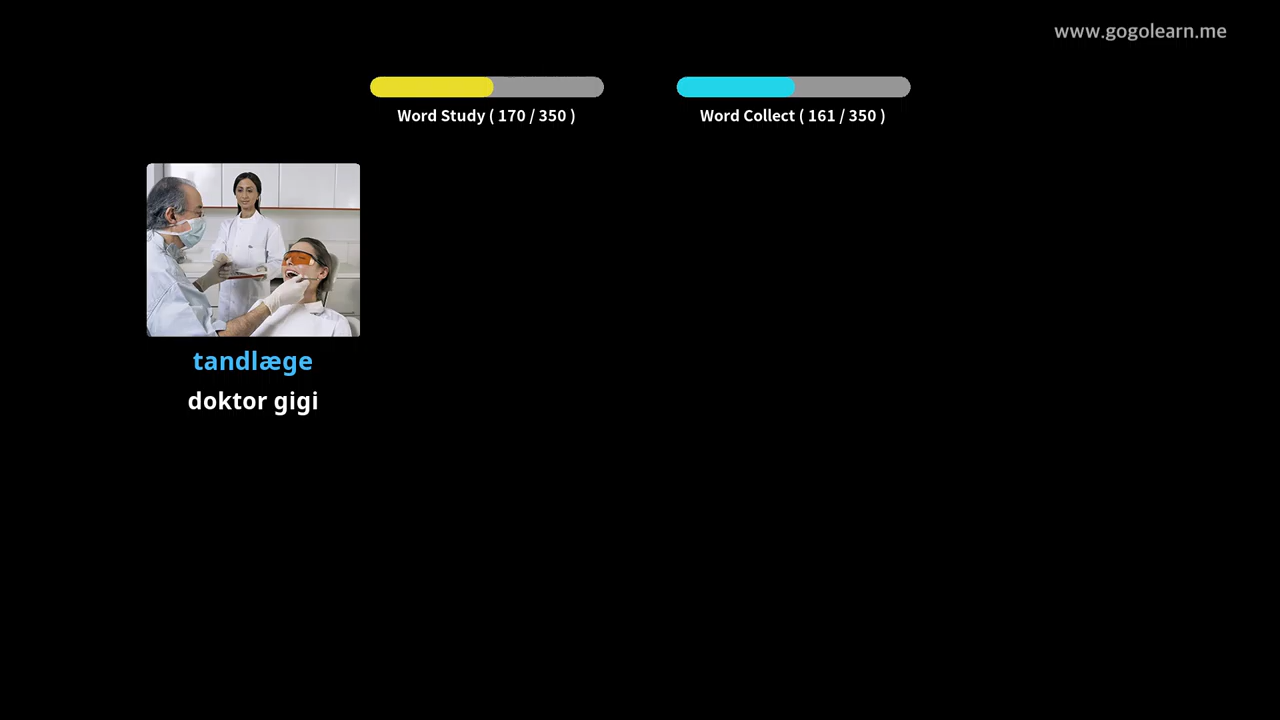 www.gogolearn.me
Word Study ( 170 / 350 )
Word Collect ( 161 / 350 )
tandlæge
doktor gigi